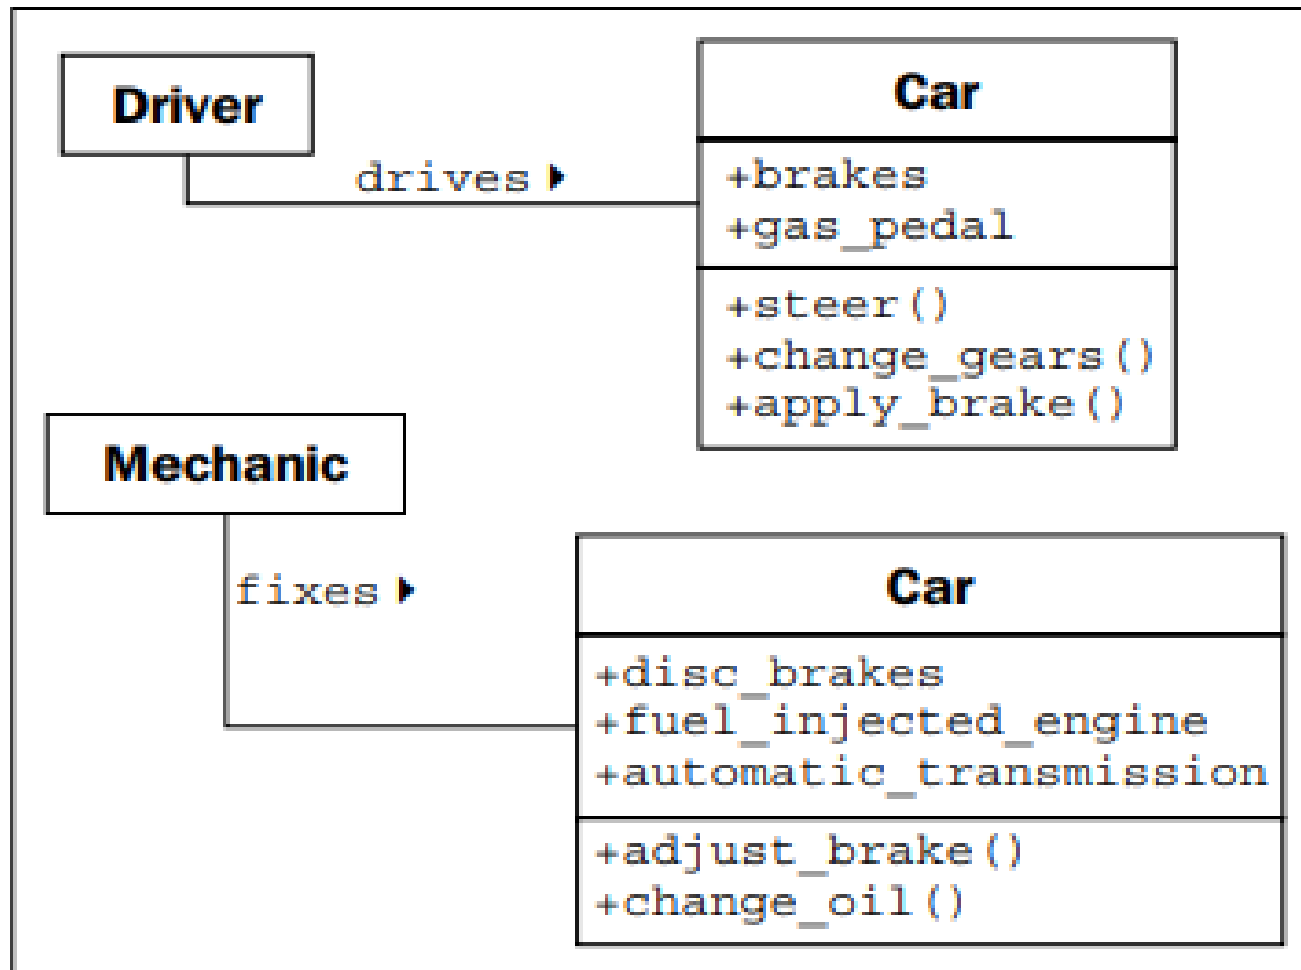 Driver
drives
Car
+brakes
+gas_pedal
+steer()
+change_gears()
+apply_brake()
Mechanic
fixes
Car
+disc_brakes
+fuel_injected_engine
+automatic_transmission
+adjust_brake()
+change_oil()